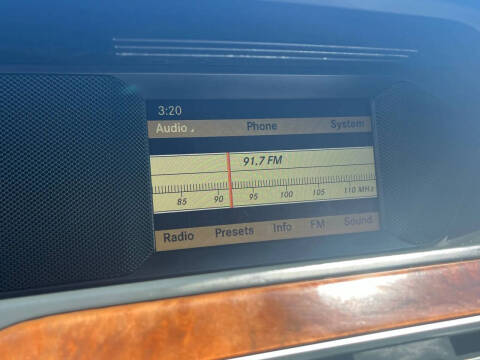 3:20
Audio Phone System
91.7 FM
85 90 95 100 105 110 MHz
Radio Presets Info FM Sound